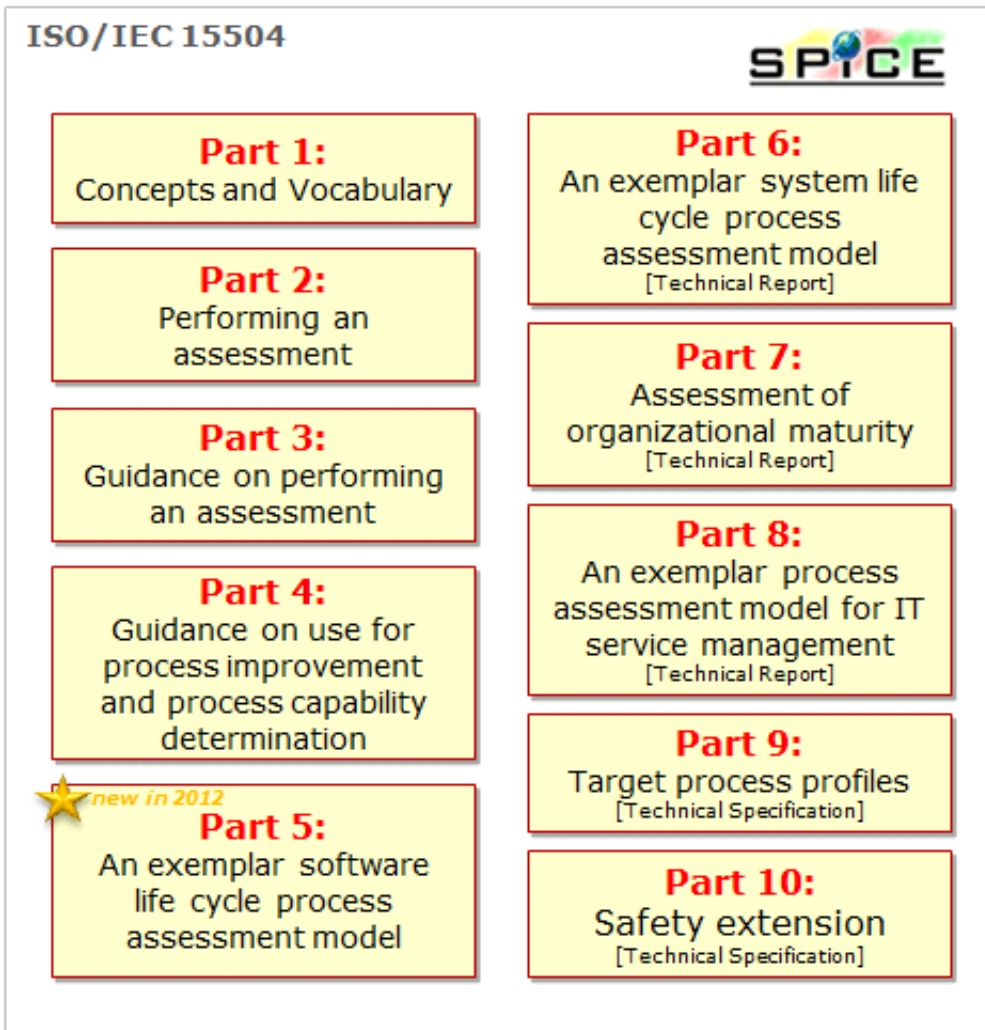 ISO/IEC 15504
SPiCE
Part 1:
Concepts and Vocabulary
Part 2:
Performing an
assessment
Part 3:
Guidance on performing
an assessment
Part 4:
Guidance on use for
process improvement
and process capability
determination
new in 2012
Part 5:
An exemplar software
life cycle process
assessment model
Part 6:
An exemplar system life
cycle process
assessment model
[Technical Report]
Part 7:
Assessment of
organizational maturity
[Technical Report]
Part 8:
An exemplar process
assessment model for IT
service management
[Technical Report]
Part 9:
Target process profiles
[Technical Specification]
Part 10:
Safety extension
[Technical Specification]